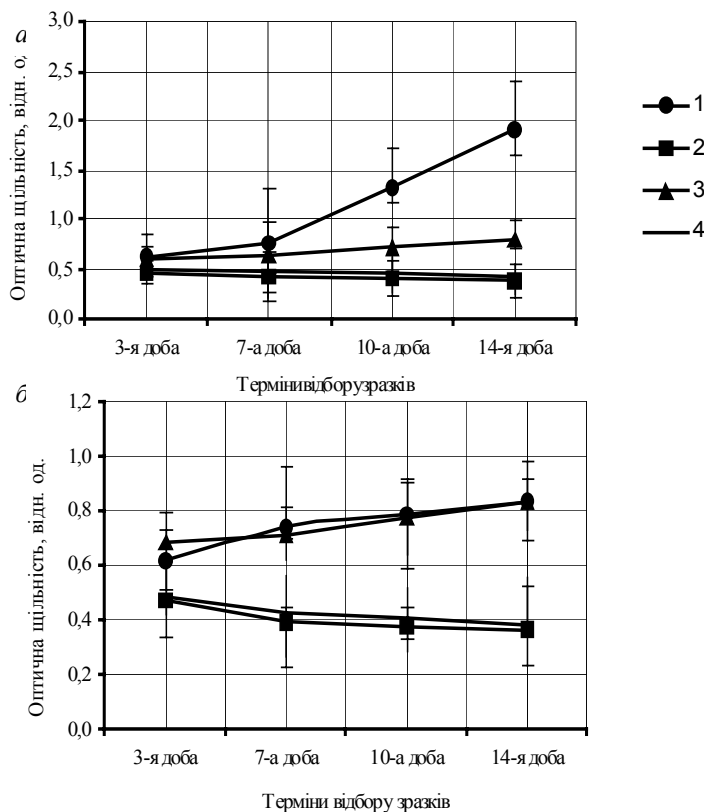 а
Оптична щільність, відн. о,
3,0
2,5
2,0
1,5
1,0
0,5
0,0
3-я доба 7-а доба 10-а доба 14-я доба
Термінивідборузразків
1
2
3
4
б
Оптична щільність, відн. од.
1,2
1,0
0,8
0,6
0,4
0,2
0,0
3-я доба 7-а доба 10-а доба 14-я доба
Терміни відбору зразків